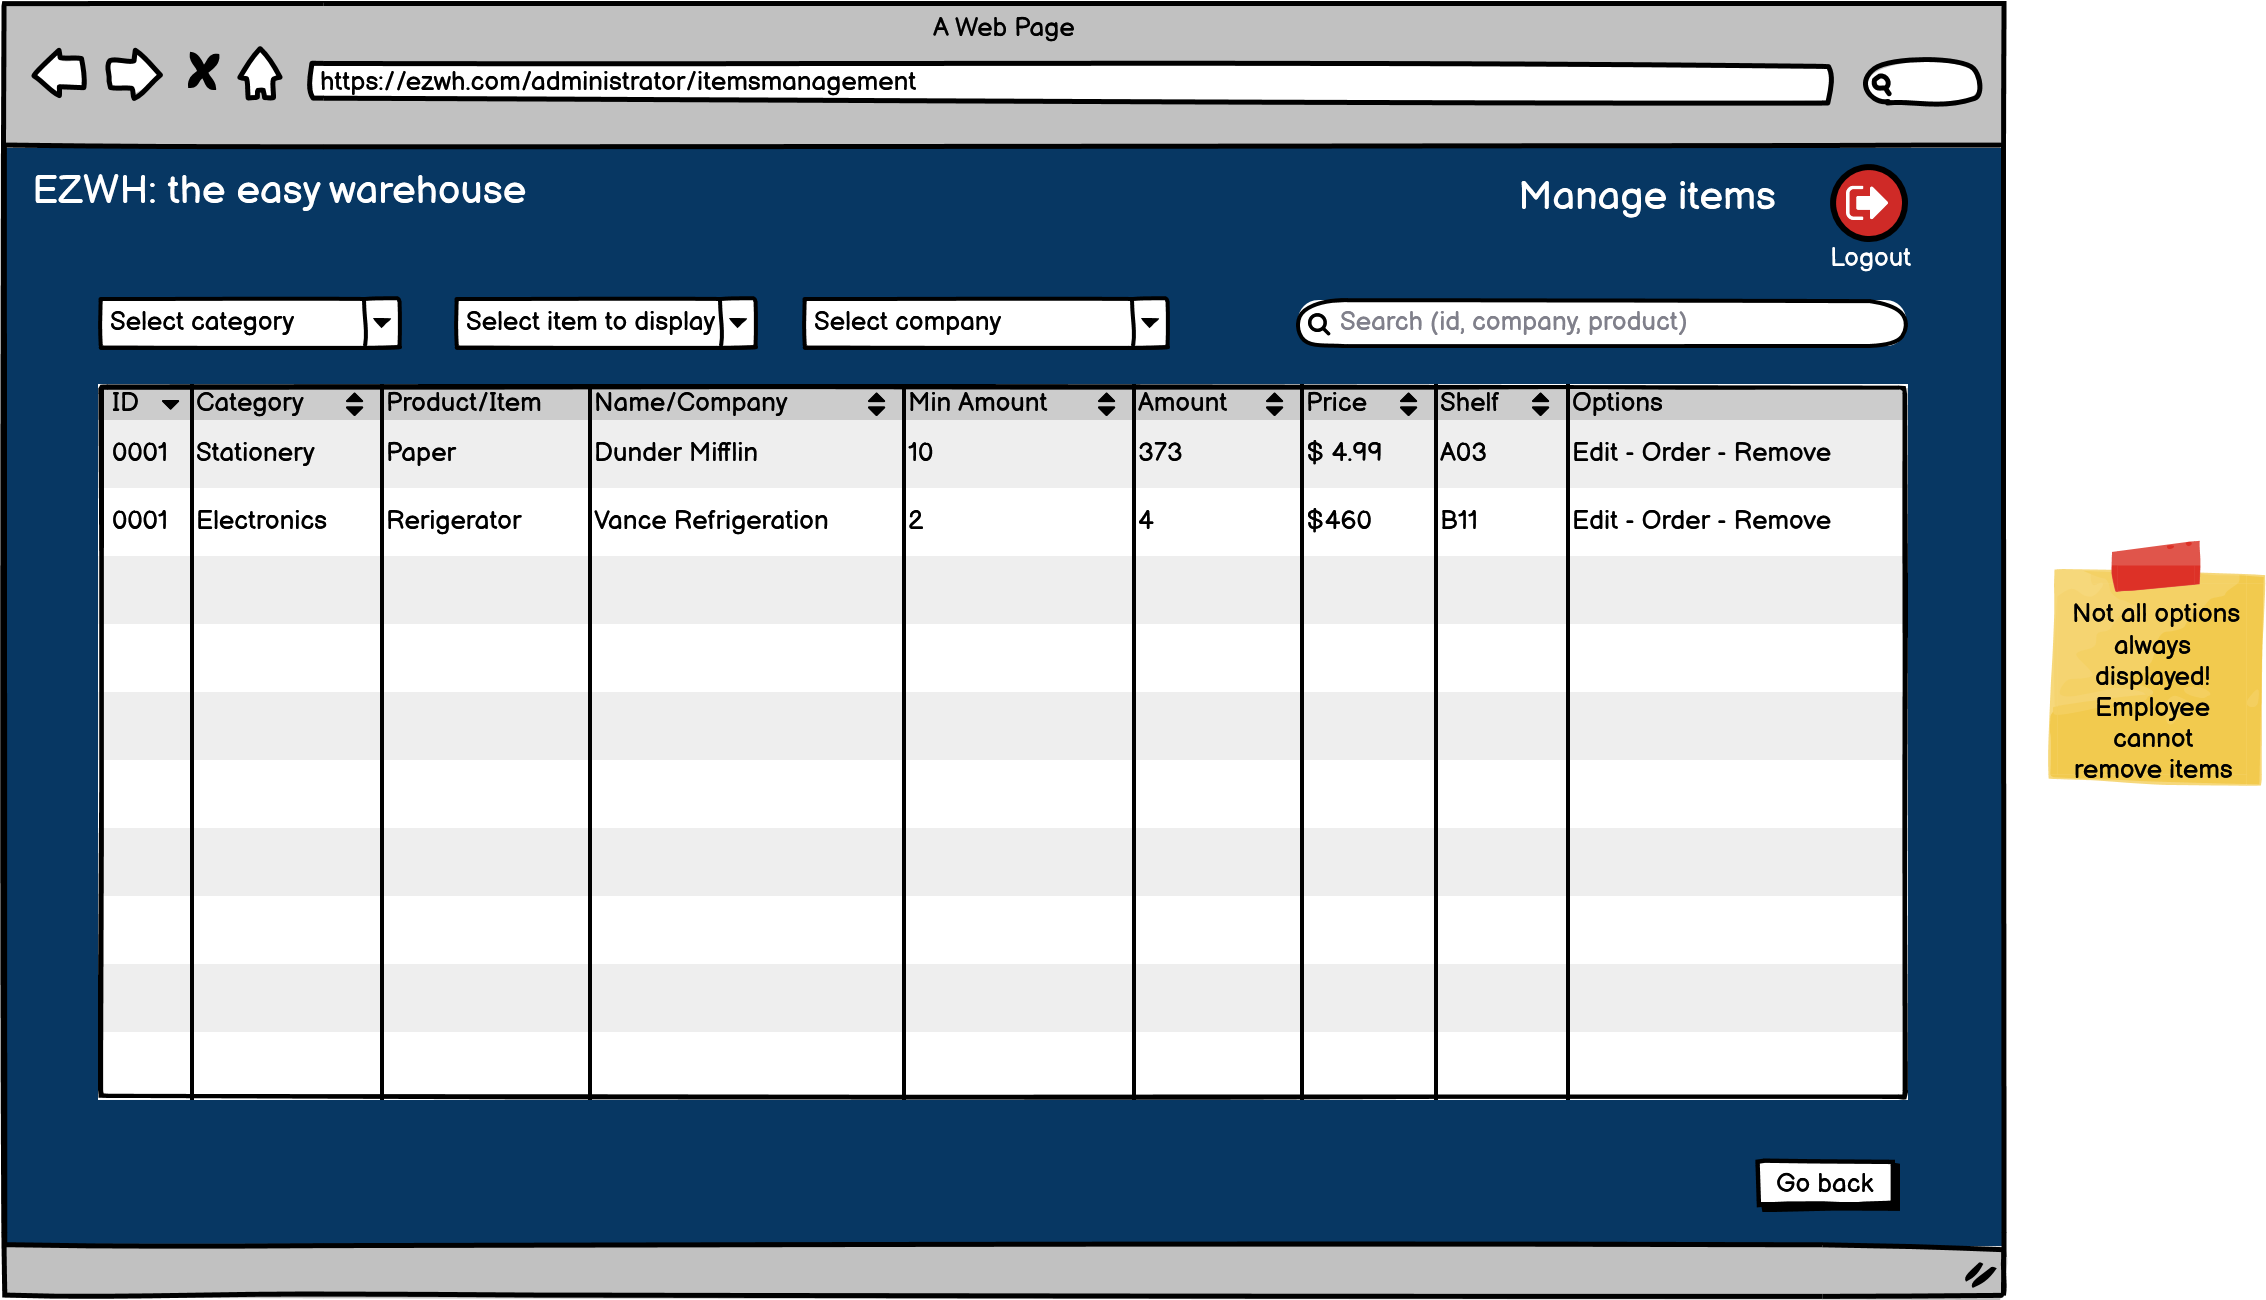 A Web Page
https://ezwh.com/administrator/itemsmanagement
EZWH: the easy warehouse
Manage items
Logout
Select category
Select item to display
Select company
Search (id, company, product)
ID Category Product/Item Name/Company Min Amount Amount Price Shelf Options
0001 Stationery Paper Dunder Mifflin 10 373 $ 4.99 A03 Edit - Order - Remove
0001 Electronics Rerigerator Vance Refrigeration 2 4 $460 B11 Edit - Order - Remove
Not all options
always
displayed!
Employee
cannot
remove items
Go back